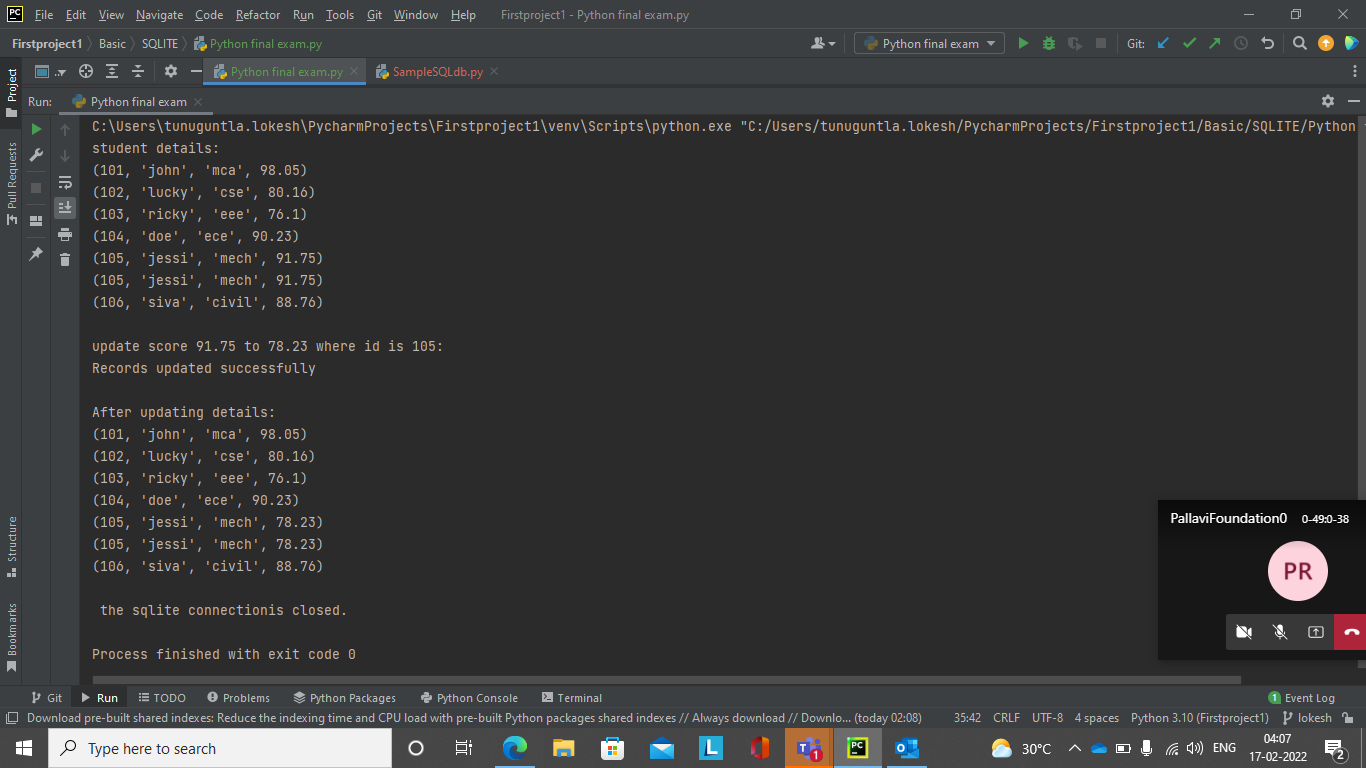 PC File Edit View Navigate Code Refactor Run Tools Git Window Help Firstproject1 - Python final exam.py
Firstproject1 Basic SQLITE Python final exam.py Python final exam Git:
Project .. Python final exam.py SampleSQLdb.py
Run: Python final exam
C:\Users\tunuguntla.lokesh\PycharmProjects\Firstproject1\venv\Scripts\python.exe "C:/Users/tunuguntla.lokesh/PycharmProjects/Firstproject1/Basic/SQLITE/Python
student details:
(101, 'john', 'mca', 98.05)
(102, 'lucky', 'cse', 80.16)
(103, 'ricky', 'eee', 76.1)
(104, 'doe', 'ece', 90.23)
(105, 'jessi', 'mech', 91.75)
(105, 'jessi', 'mech', 91.75)
(106, 'siva', 'civil', 88.76)
update score 91.75 to 78.23 where id is 105:
Records updated successfully
After updating details:
(101, 'john', 'mca', 98.05)
(102, 'lucky', 'cse', 80.16)
(103, 'ricky', 'eee', 76.1)
(104, 'doe', 'ece', 90.23)
(105, 'jessi', 'mech', 78.23)
(105, 'jessi', 'mech', 78.23)
(106, 'siva', 'civil', 88.76)
the sqlite connectionis closed.
Process finished with exit code 0
Pull Requests
Structure
Bookmarks
PallaviFoundation0 0-49:0-38
PR
Git Run TODO Problems Python Packages Python Console Terminal 1 Event Log
Download pre-built shared indexes: Reduce the indexing time and CPU load with pre-built Python packages shared indexes // Always download // Downlo... (today 02:08) 35:42 CRLF UTF-8 4 spaces Python 3.10 (Firstproject1) lokesh
Type here to search L 1 PC 30°C ENG 04:07
17-02-2022 2